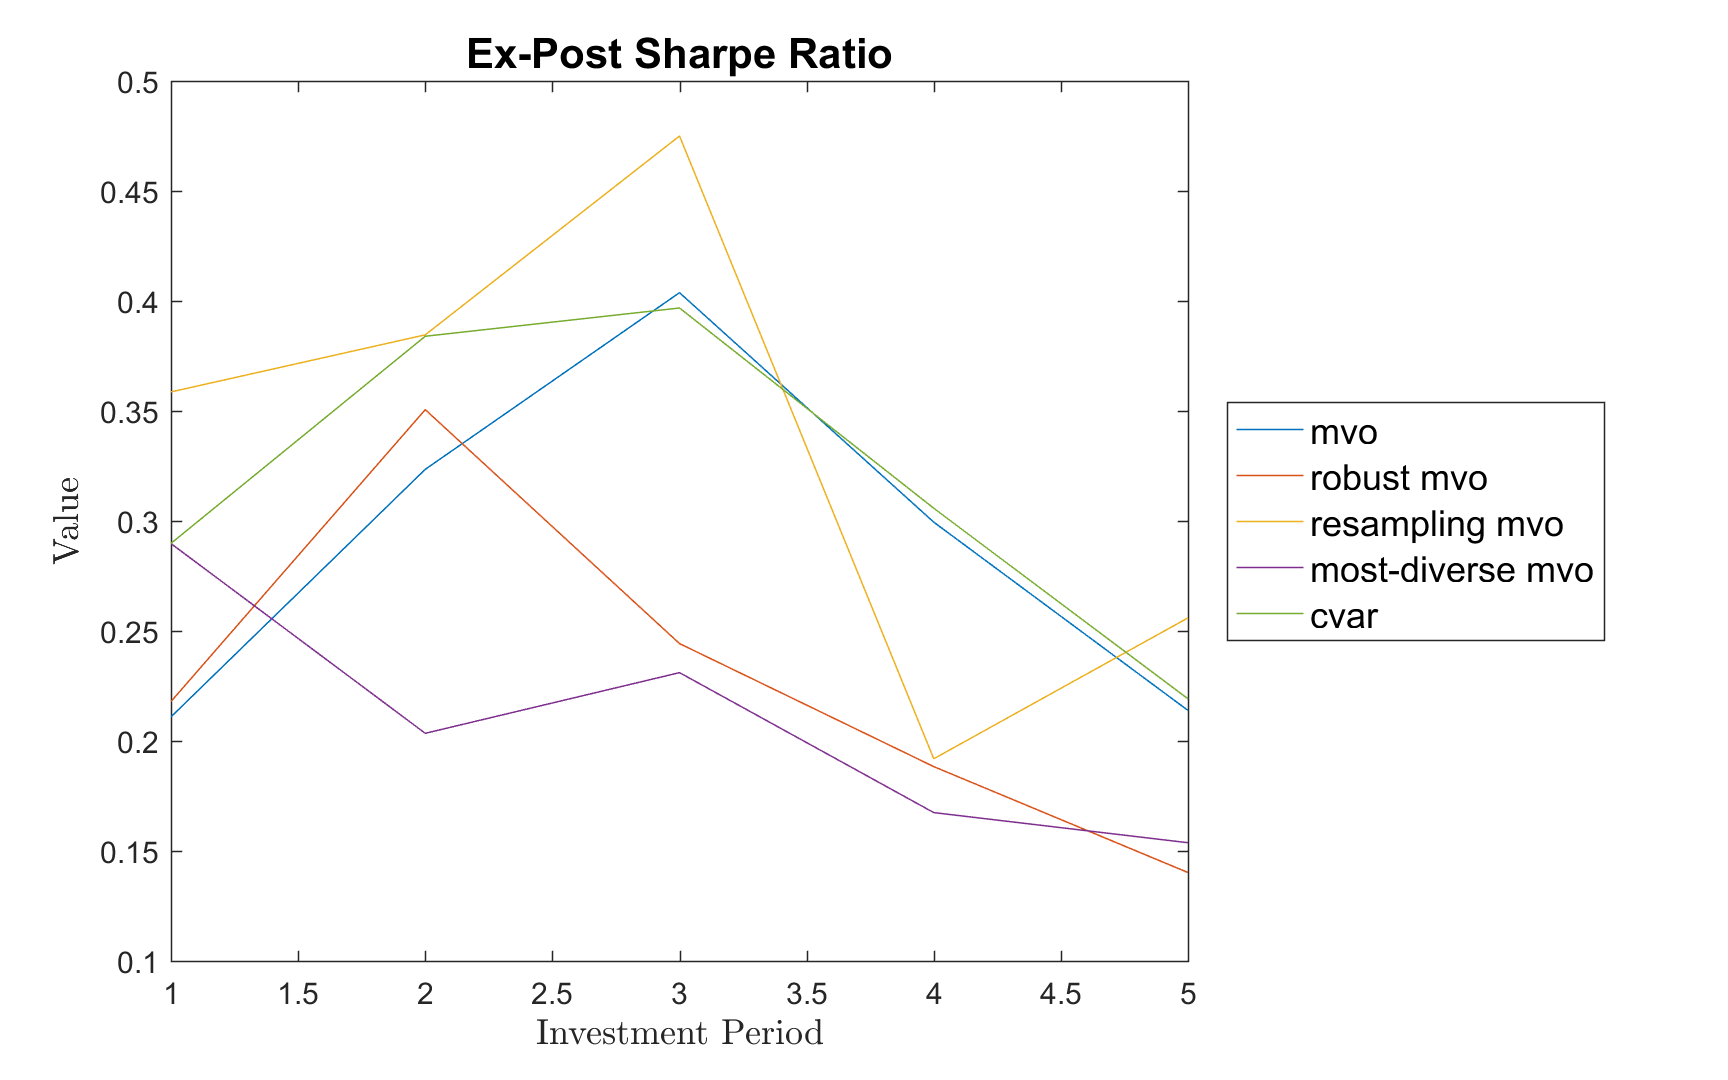 Ex-Post Sharpe Ratio
0.5
0.45
0.4
0.35
0.3
0.25
0.2
0.15
0.1
Value
1 1.5 2 2.5 3 3.5 4 4.5 5
Investment Period
mvo
robust mvo
resampling mvo
most-diverse mvo
cvar